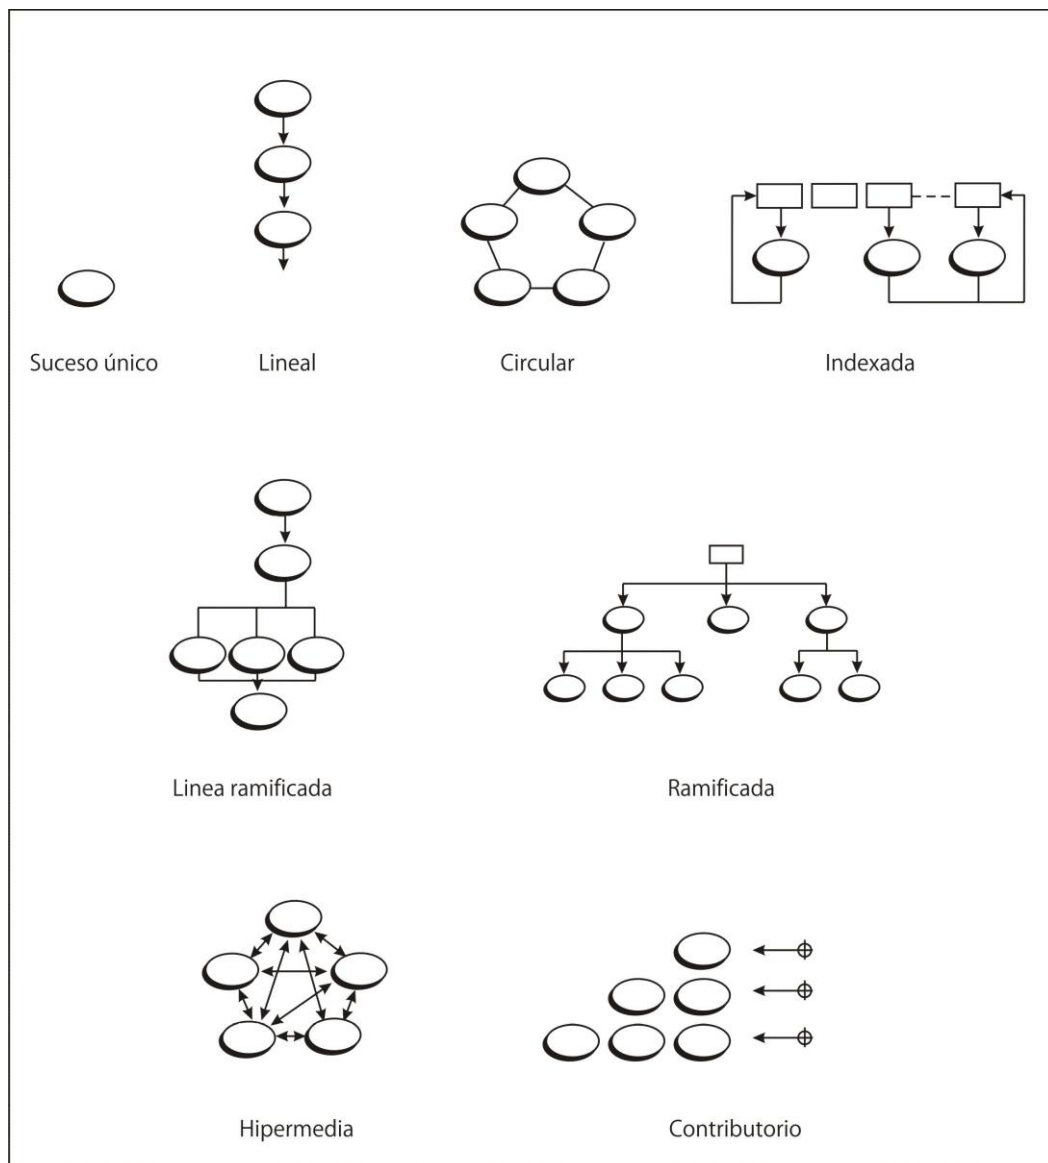 Suceso único
Lineal
Circular
Indexada
Linea ramificada
Ramificada
Hipermedia
Contributorio